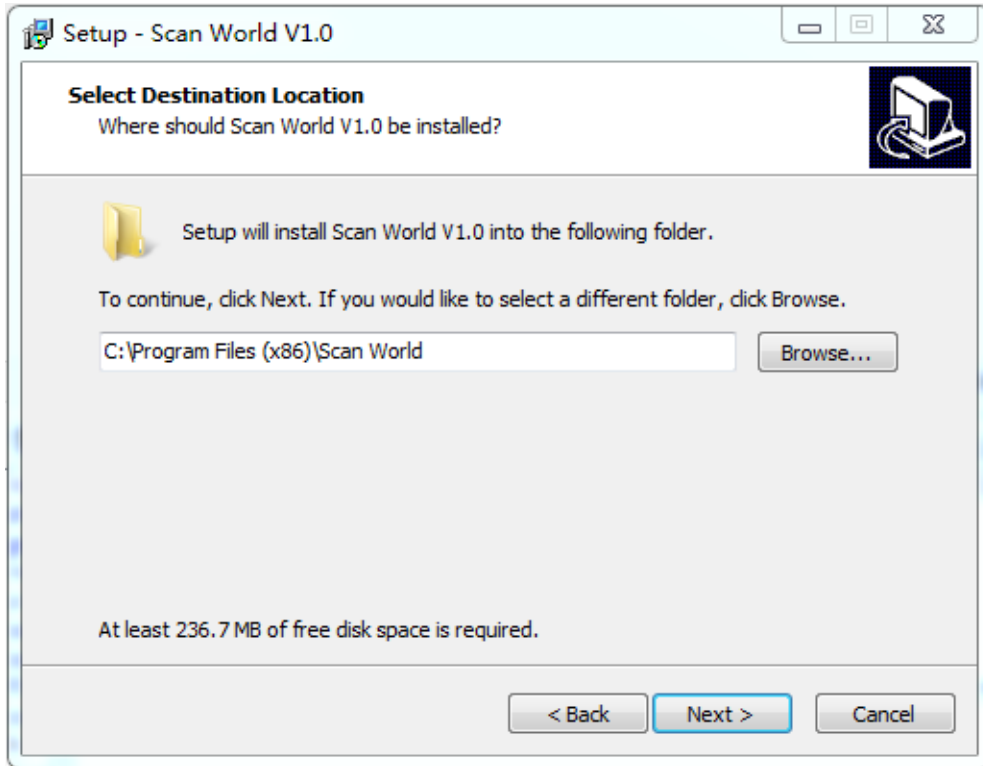 Setup - Scan World V1.0
Select Destination Location
Where should Scan World V1.0 be installed?
Setup will install Scan World V1.0 into the following folder.
To continue, click Next. If you would like to select a different folder, click Browse.
C:\Program Files (x86)\Scan World
Browse...
At least 236.7 MB of free disk space is required.
< Back
Next >
Cancel